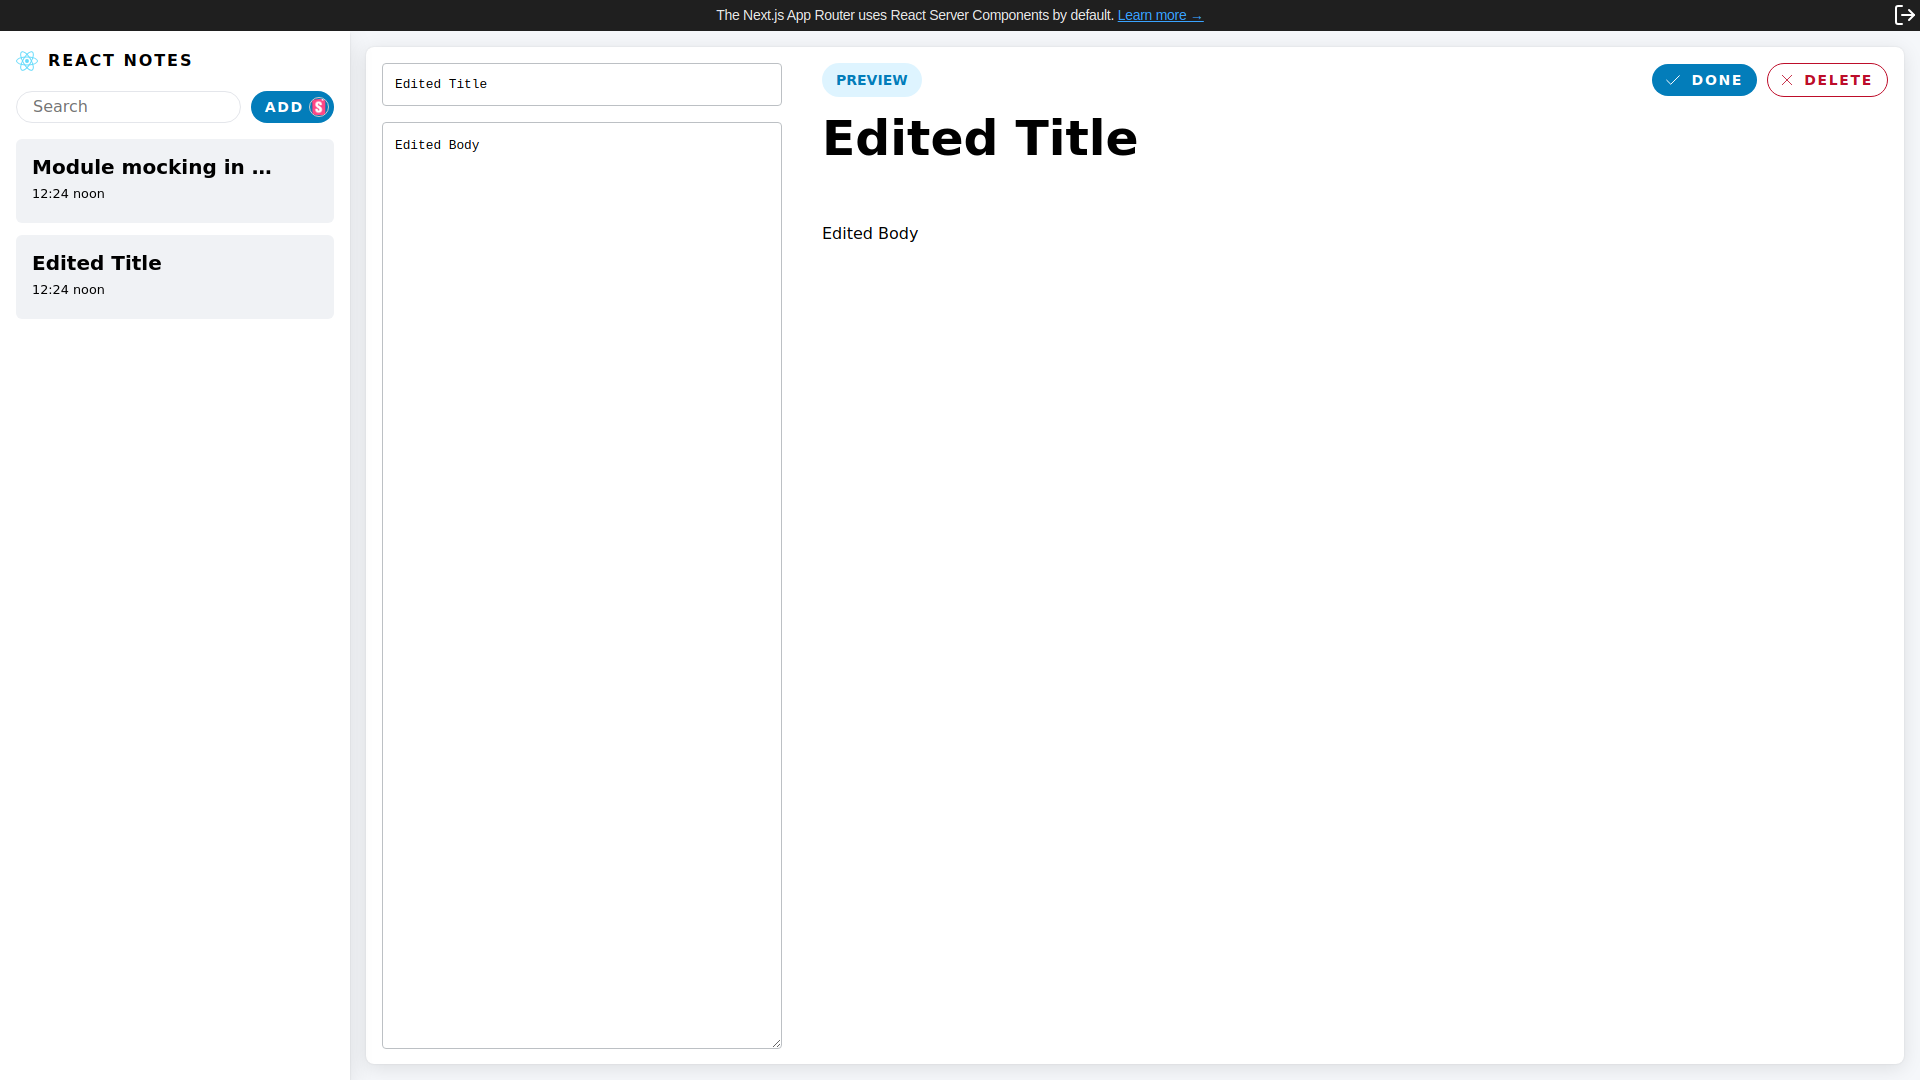 The Next.js App Router uses React Server Components by default. Learn more →
REACT NOTES
Search
ADD
S
Module mocking in ...
12:24 noon
Edited Title
12:24 noon
Edited Title
Edited Body
PREVIEW
DONE
DELETE
Edited Title
Edited Body